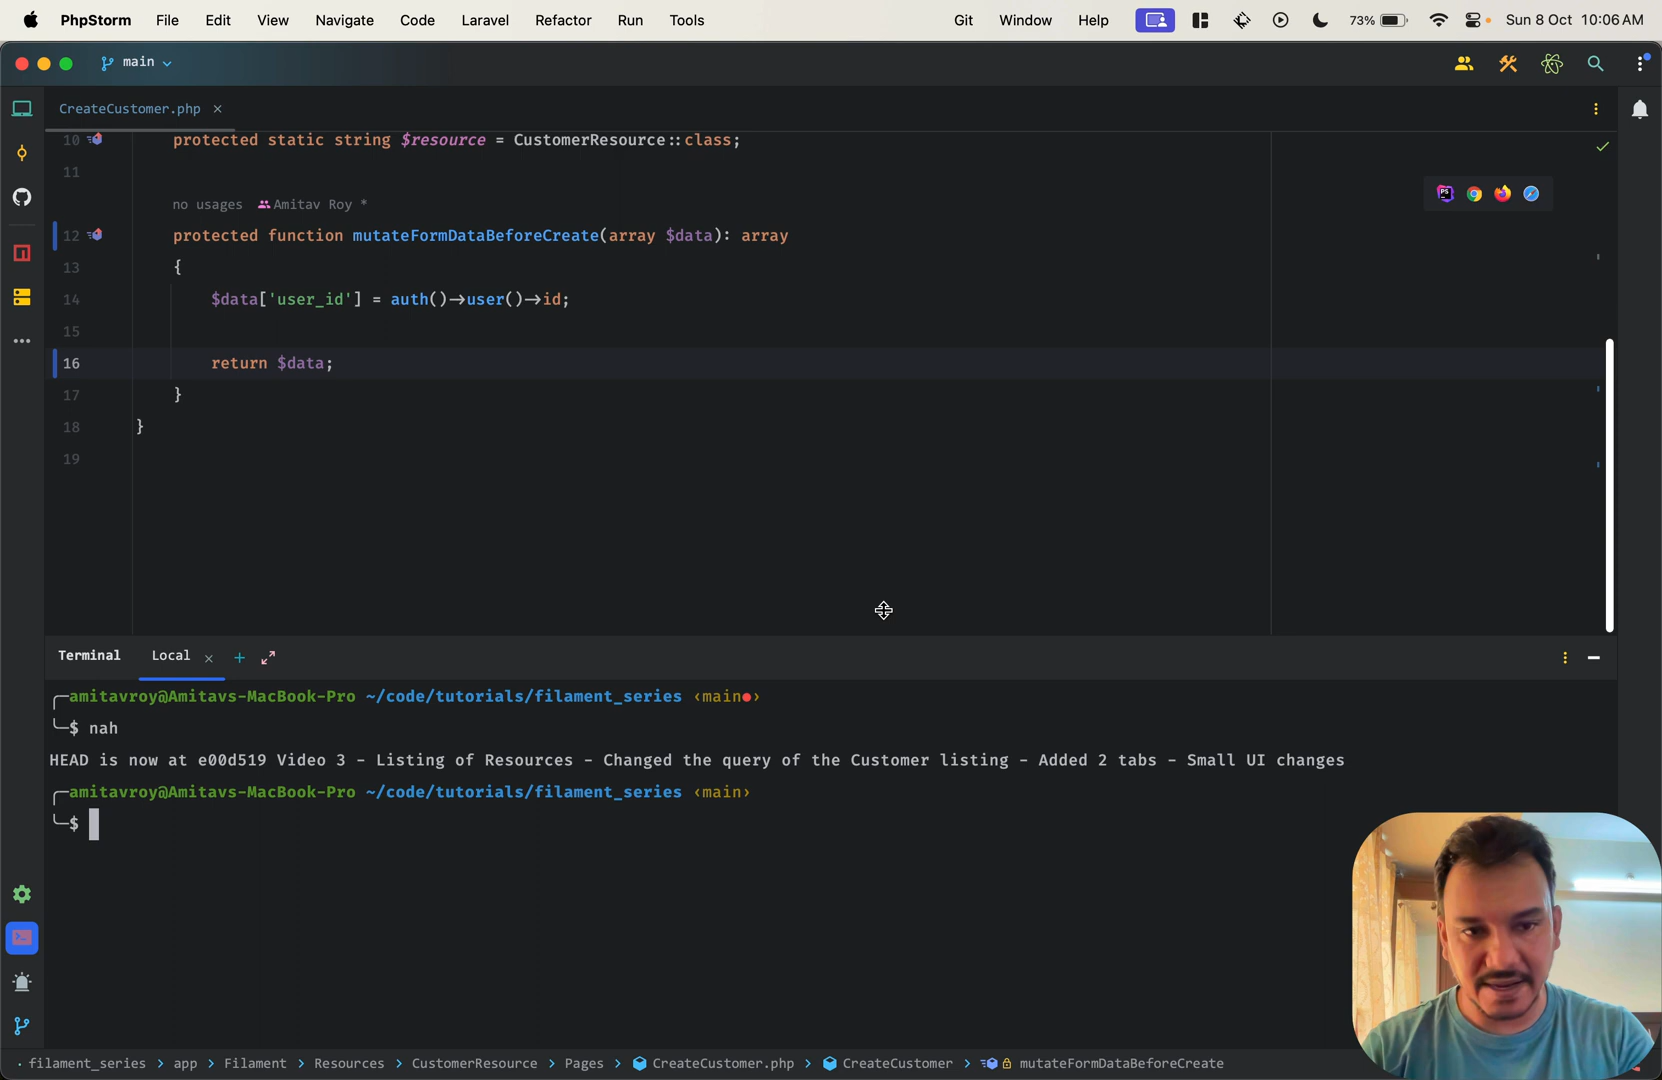 PhpStorm File Edit View Navigate Code Laravel Refactor Run Tools Git Window Help 73% Sun 8 Oct 10:06 AM
main
CreateCustomer.php
10 protected static string $resource = CustomerResource::class;
11
no usages Amitav Roy *
12 protected function mutateFormDataBeforeCreate(array $data): array
13 {
14 $data['user_id'] = auth()->user()->id;
15
16 return $data;
17 }
18 }
19
Terminal Local
amitavroy@Amitavs-MacBook-Pro ~/code/tutorials/filament_series ‹main●›
$ nah
HEAD is now at e00d519 Video 3 - Listing of Resources - Changed the query of the Customer listing - Added 2 tabs - Small UI changes
amitavroy@Amitavs-MacBook-Pro ~/code/tutorials/filament_series ‹main›
$
filament_series > app > Filament > Resources > CustomerResource > Pages > CreateCustomer.php > CreateCustomer > mutateFormDataBeforeCreate